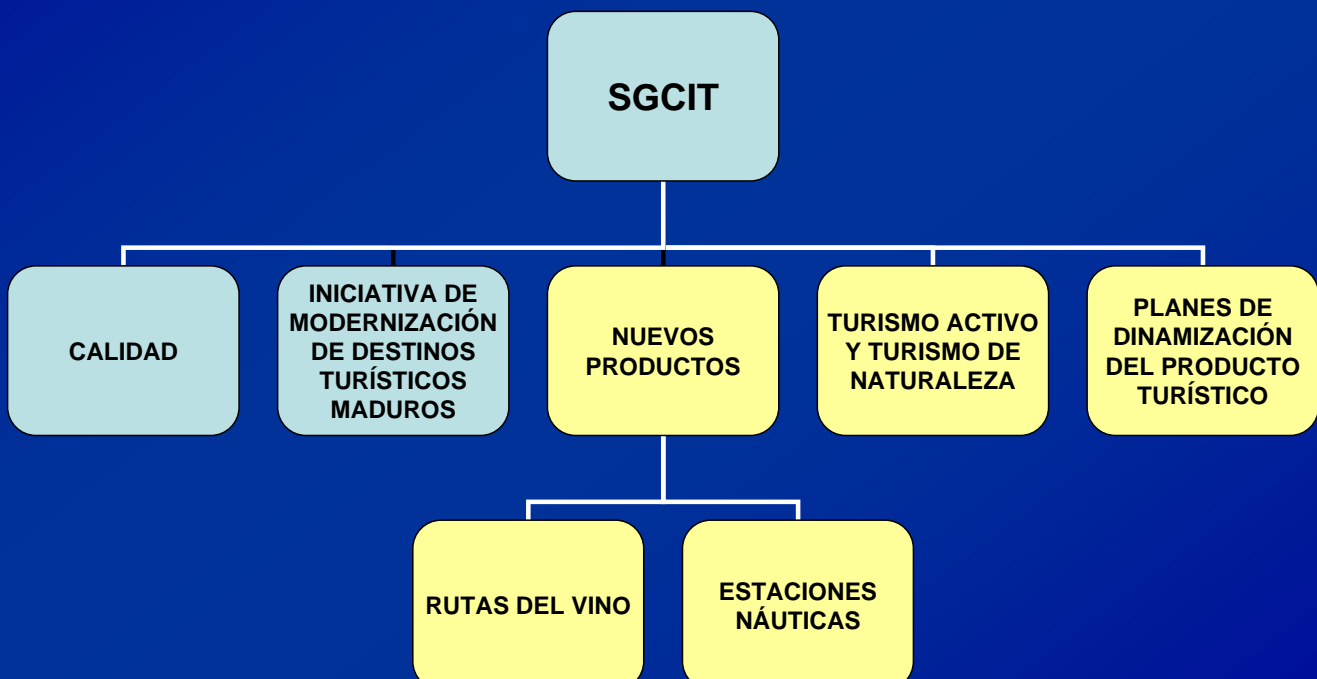 SGCIT
CALIDAD
INICIATIVA DE
MODERNIZACIÓN
DE DESTINOS
TURÍSTICOS
MADUROS
NUEVOS
PRODUCTOS
TURISMO ACTIVO
Y TURISMO DE
NATURALEZA
PLANES DE
DINAMIZACIÓN
DEL PRODUCTO
TURÍSTICO
RUTAS DEL VINO
ESTACIONES
NÁUTICAS